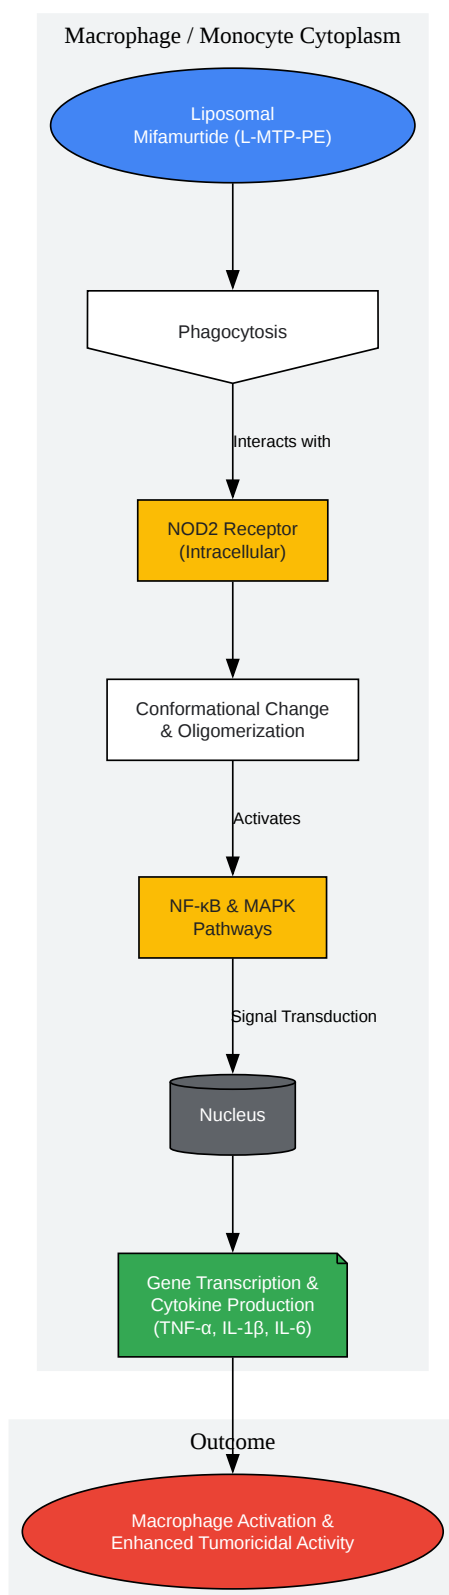 Macrophage / Monocyte Cytoplasm
Liposomal
Mifamurtide (L-MTP-PE)
Phagocytosis
Interacts with
NOD2 Receptor
(Intracellular)
Conformational Change
& Oligomerization
Activates
NF-κB & MAPK
Pathways
Signal Transduction
Nucleus
Gene Transcription &
Cytokine Production
(TNF-α, IL-1β, IL-6)
Outcome
Macrophage Activation &
Enhanced Tumoricidal Activity